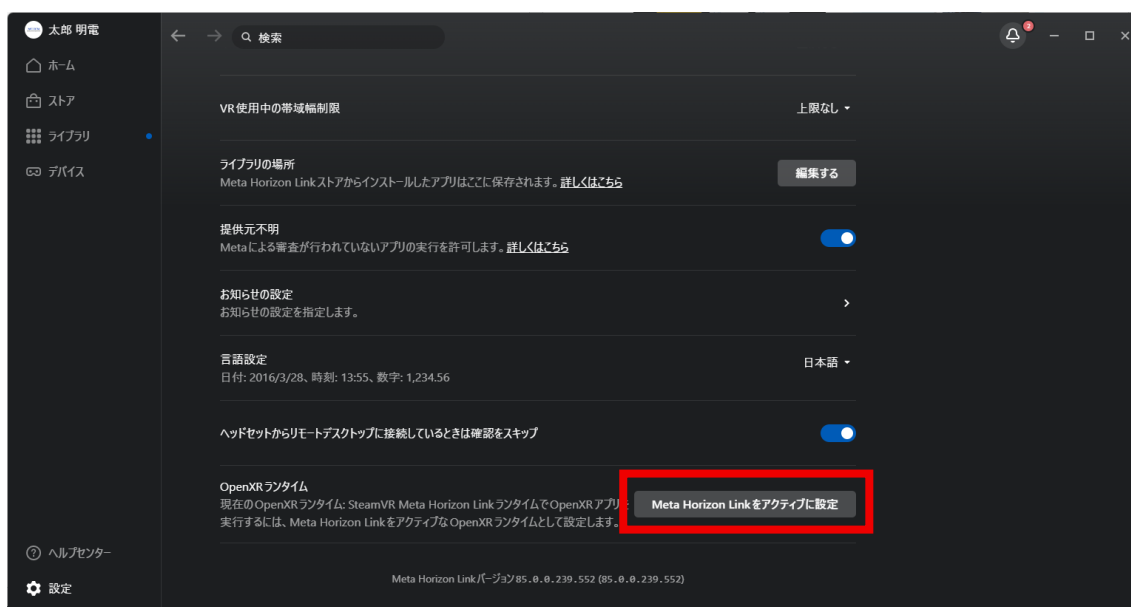 太郎 明電
検索
2
ホーム
ストア
ライブラリ
デバイス
VR使用中の帯域幅制限
上限なし
ライブラリの場所
Meta Horizon Linkストアからインストールしたアプリはここに保存されます。詳しくはこちら
編集する
提供元不明
Metaによる審査が行われていないアプリの実行を許可します。詳しくはこちら
お知らせの設定
お知らせの設定を指定します。
言語設定
日付: 2016/3/28、時刻: 13:55、数字: 1,234.56
日本語
ヘッドセットからリモートデスクトップに接続しているときは確認をスキップ
OpenXRランタイム
現在のOpenXRランタイム: SteamVR Meta Horizon LinkランタイムでOpenXRアプリ
実行するには、Meta Horizon LinkをアクティブなOpenXRランタイムとして設定します。
Meta Horizon Linkをアクティブに設定
ヘルプセンター
設定
Meta Horizon Linkバージョン85.0.0.239.552 (85.0.0.239.552)